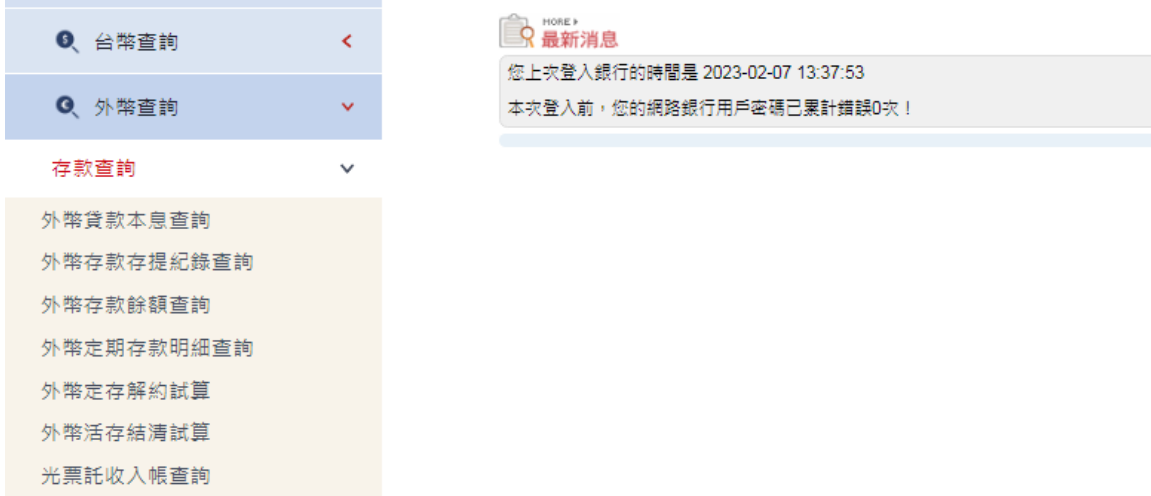 台幣查詢
外幣查詢
存款查詢
外幣貸款本息查詢
外幣存款存提紀錄查詢
外幣存款餘額查詢
外幣定期存款明細查詢
外幣定存解約試算
外幣活存結清試算
光票託收入帳查詢
MORE
最新消息
您上次登入銀行的時間是 2023-02-07 13:37:53
本次登入前，您的網路銀行用戶密碼已累計錯誤0次！